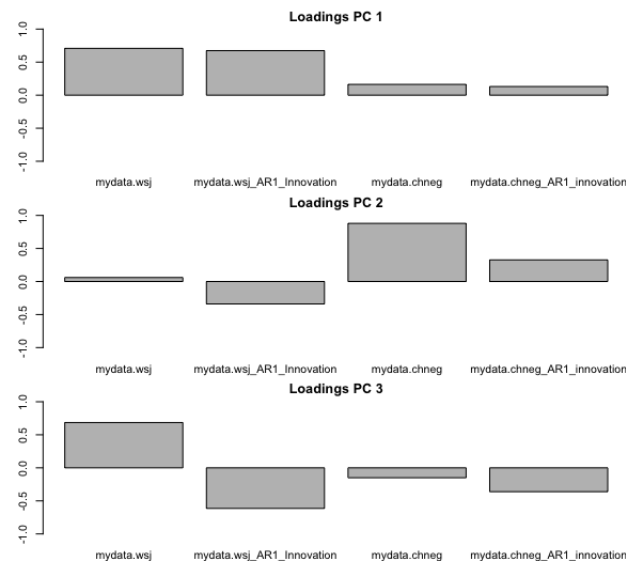 Loadings PC 1
1.0
0.5
0.0
-0.5
-1.0
mydata.wsj mydata.wsj_AR1_Innovation mydata.chneg mydata.chneg_AR1_innovation
Loadings PC 2
1.0
0.5
0.0
-0.5
-1.0
mydata.wsj mydata.wsj_AR1_Innovation mydata.chneg mydata.chneg_AR1_innovation
Loadings PC 3
1.0
0.5
0.0
-0.5
-1.0
mydata.wsj mydata.wsj_AR1_Innovation mydata.chneg mydata.chneg_AR1_innovation